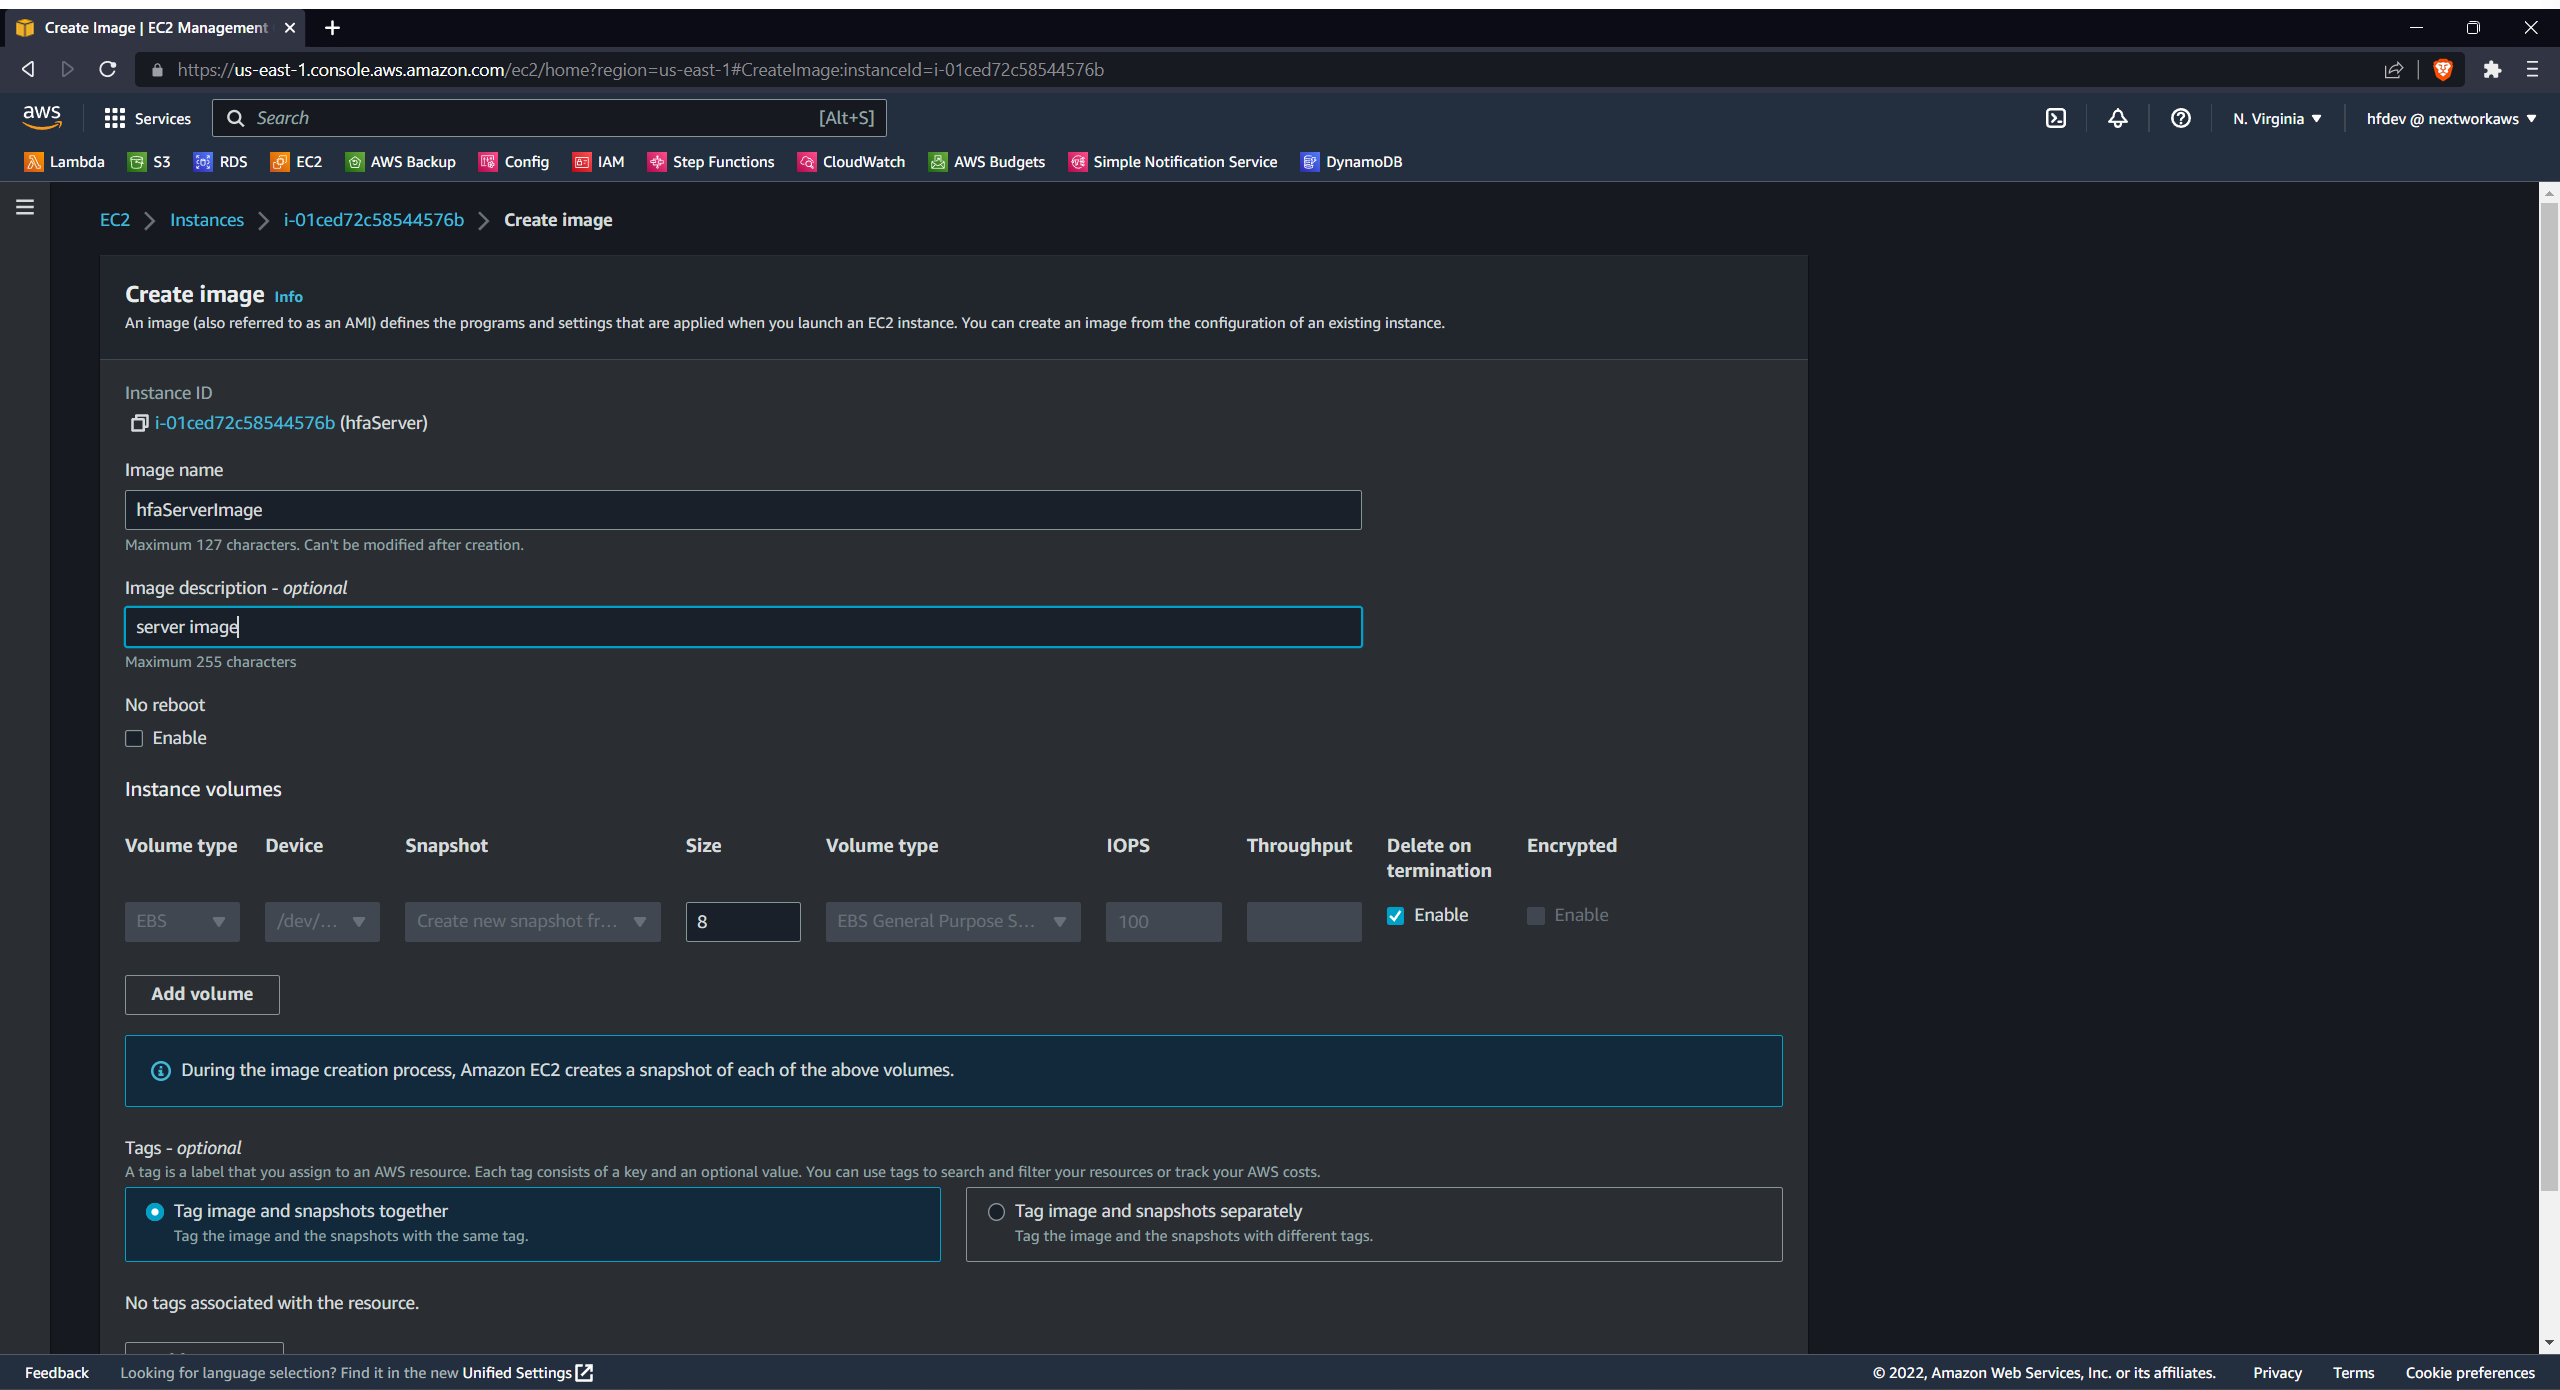 Create Image | EC2 Management
https://us-east-1.console.aws.amazon.com/ec2/home?region=us-east-1#CreateImage:instanceId=i-01ced72c58544576b
aws Services Search [Alt+S] N. Virginia hfdev @ nextworkaws
Lambda S3 RDS EC2 AWS Backup Config IAM Step Functions CloudWatch AWS Budgets Simple Notification Service DynamoDB
EC2 Instances i-01ced72c58544576b Create image
Create image Info
An image (also referred to as an AMI) defines the programs and settings that are applied when you launch an EC2 instance. You can create an image from the configuration of an existing instance.
Instance ID
i-01ced72c58544576b (hfaServer)
Image name
hfaServerImage
Maximum 127 characters. Can't be modified after creation.
Image description - optional
server image
Maximum 255 characters
No reboot
Enable
Instance volumes
Volume type Device Snapshot Size Volume type IOPS Throughput Delete on termination Encrypted
EBS /dev/... Create new snapshot fr... 8 EBS General Purpose S... 100 Enable Enable
Add volume
During the image creation process, Amazon EC2 creates a snapshot of each of the above volumes.
Tags - optional
A tag is a label that you assign to an AWS resource. Each tag consists of a key and an optional value. You can use tags to search and filter your resources or track your AWS costs.
Tag image and snapshots together
Tag the image and the snapshots with the same tag.
Tag image and snapshots separately
Tag the image and the snapshots with different tags.
No tags associated with the resource.
Feedback Looking for language selection? Find it in the new Unified Settings © 2022, Amazon Web Services, Inc. or its affiliates. Privacy Terms Cookie preferences